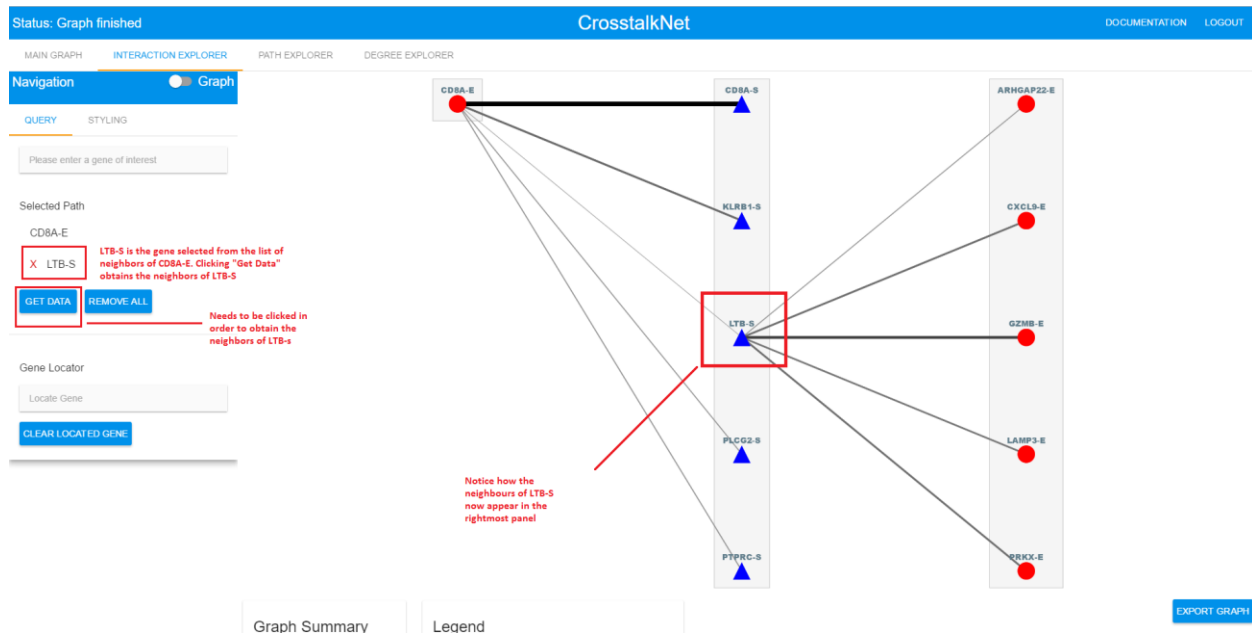 Status: Graph finished
CrosstalkNet
DOCUMENTATION
LOGOUT
MAIN GRAPH
INTERACTION EXPLORER
PATH EXPLORER
DEGREE EXPLORER
Navigation
Graph
QUERY
STYLING
Please enter a gene of interest
Selected Path
CD8A-E
X LTB-S
LTB-S is the gene selected from the list of
neighbors of CD8A-E. Clicking "Get Data"
obtains the neighbors of LTB-S
GET DATA
REMOVE ALL
Needs to be clicked in
order to obtain the
neighbors of LTB-s
Gene Locator
Locate Gene
CLEAR LOCATED GENE
CD8A-E
CD8A-S
KLRB1-S
LTB-S
PLCG2-S
PTPRC-S
ARHGAP22-E
CXCL9-E
GZMB-E
LAMP3-E
PRKX-E
Notice how the
neighbours of LTB-S
now appear in the
rightmost panel
Graph Summary
Legend
EXPORT GRAPH